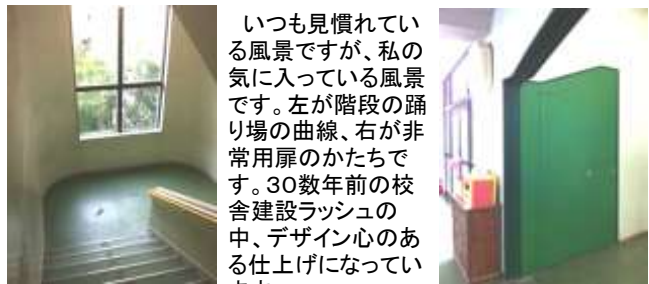 いつも見慣れてい
る風景ですが、私の
気に入っている風景
です。左が階段の踊
り場の曲線、右が非
常用扉のかたちで
す。30数年前の校
舎建設ラッシュの
中、デザイン心のあ
る仕上げになってい